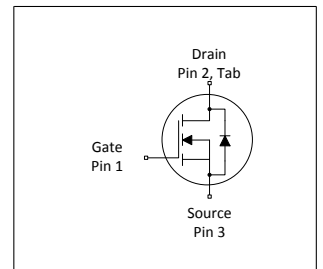 Drain
Pin 2, Tab
Gate
Pin 1
Source
Pin 3